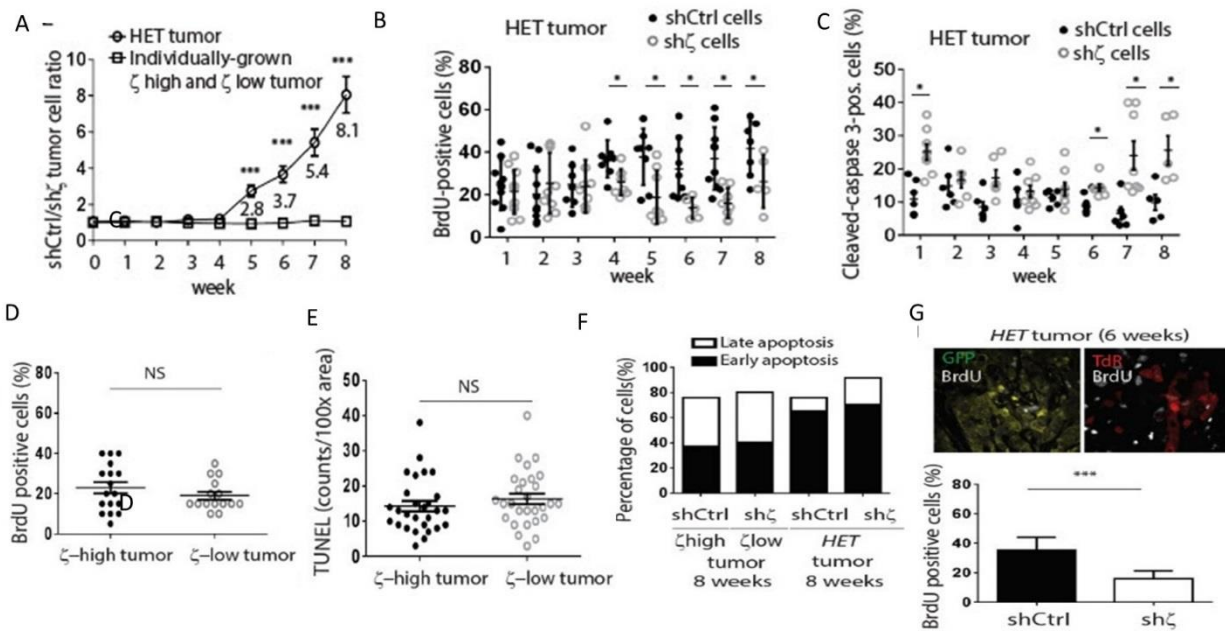 A
HET tumor
Individually-grown
ζ high and ζ low tumor
shCtrl/shζ tumor cell ratio
10
8
6
4
2
0
C
***
***
***
***
2.8
3.7
5.4
8.1
0 1 2 3 4 5 6 7 8
week
B
HET tumor
shCtrl cells
shζ cells
BrdU-positive cells (%)
80
60
40
20
0
* * * * *
1 2 3 4 5 6 7 8
week
C
HET tumor
shCtrl cells
shζ cells
Cleaved-caspase 3-pos. cells (%)
50
40
30
20
10
0
*
*
* *
1 2 3 4 5 6 7 8
week
D
BrdU positive cells (%)
80
60
40
20
0
NS
D
ζ-high tumor
ζ-low tumor
E
TUNEL (counts/100x area)
50
40
30
20
10
0
NS
ζ-high tumor
ζ-low tumor
F
Late apoptosis
Early apoptosis
Percentage of cells(%)
100
80
60
40
20
0
shCtrl shζ shCtrl shζ
ζhigh ζlow HET
tumor tumor
8 weeks 8 weeks
G
HET tumor (6 weeks)
GFP
BrdU
TdR
BrdU
BrdU positive cells (%)
80
60
40
20
0
***
shCtrl
shζ